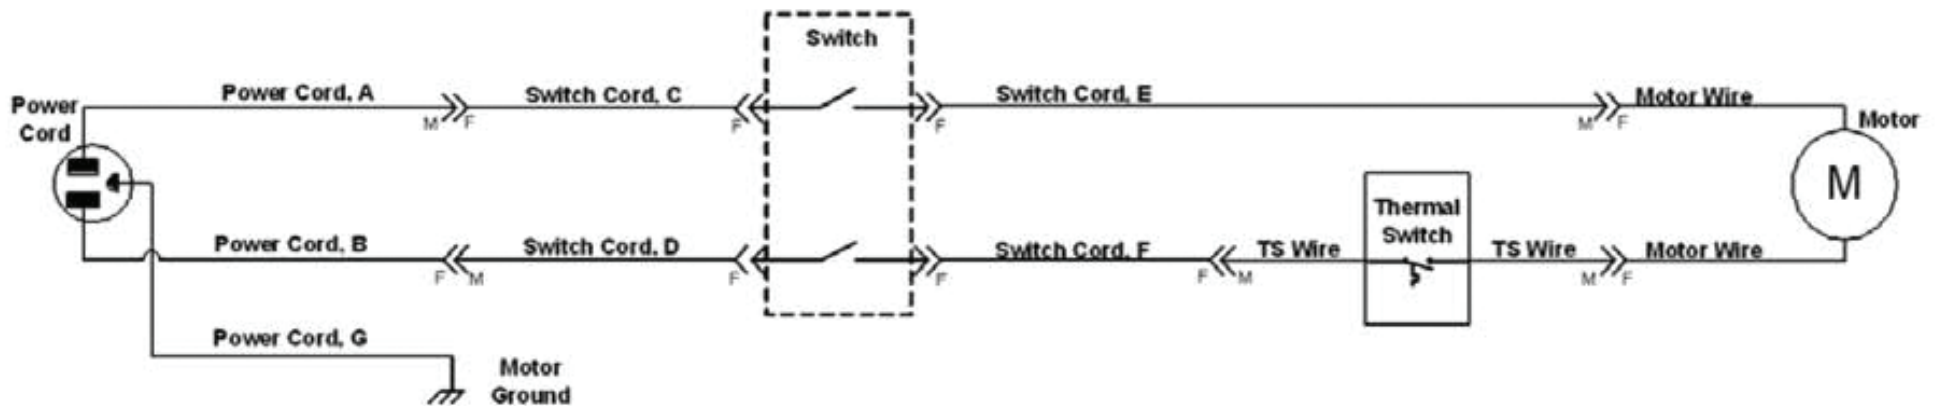 Switch
Power Cord, A
Switch Cord, C
Switch Cord, E
Motor Wire
Power
Cord
M
F
F
F
M
F
Motor
M
Thermal
Switch
Power Cord, B
Switch Cord, D
Switch Cord, F
TS Wire
TS Wire
Motor Wire
F
M
F
F
F
M
M
F
Power Cord, G
Motor
Ground